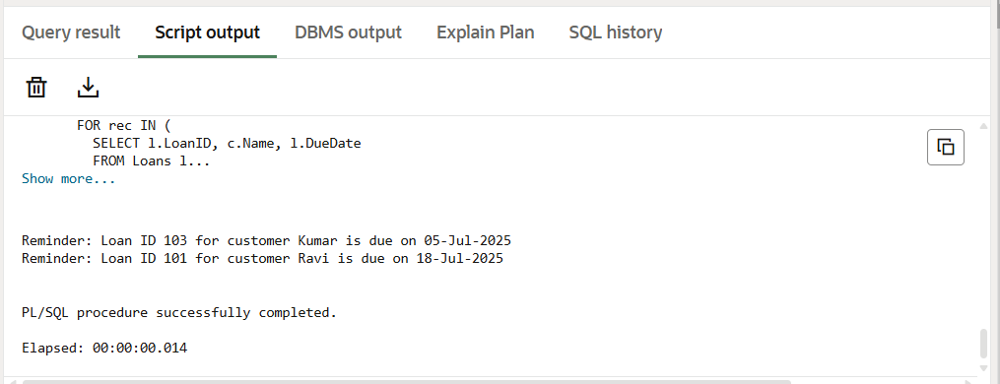 Query result Script output DBMS output Explain Plan SQL history
FOR rec IN (
SELECT l.LoanID, c.Name, l.DueDate
FROM Loans l...
Show more...
Reminder: Loan ID 103 for customer Kumar is due on 05-Jul-2025
Reminder: Loan ID 101 for customer Ravi is due on 18-Jul-2025
PL/SQL procedure successfully completed.
Elapsed: 00:00:00.014